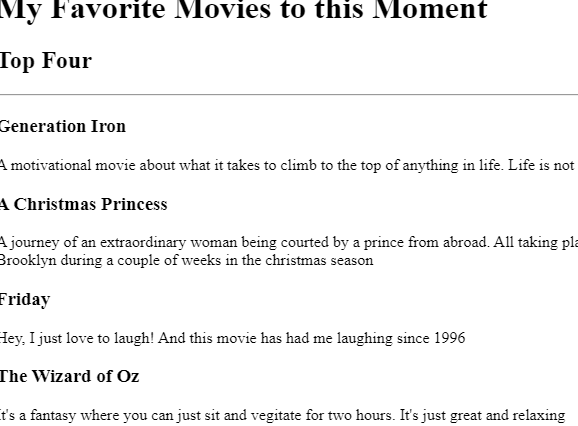 My Favorite Movies to this Moment
Top Four
Generation Iron
A motivational movie about what it takes to climb to the top of anything in life. Life is not
A Christmas Princess
A journey of an extraordinary woman being courted by a prince from abroad. All taking pla
Brooklyn during a couple of weeks in the christmas season
Friday
Hey, I just love to laugh! And this movie has had me laughing since 1996
The Wizard of Oz
It's a fantasy where you can just sit and vegitate for two hours. It's just great and relaxing